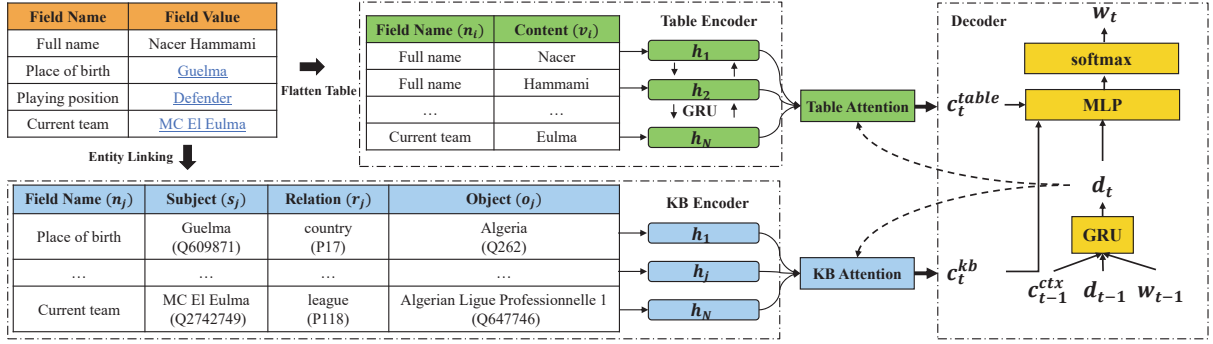 Field Name Field Value
Full name Nacer Hammami
Place of birth Guelma
Playing position Defender
Current team MC El Eulma
Flatten Table
Entity Linking
Table Encoder
Field Name (n_i) Content (v_i)
Full name Nacer
Full name Hammami
... ...
Current team Eulma
h_1
h_2
GRU
h_N
Table Attention
c_t^{table}
KB Encoder
Field Name (n_j) Subject (s_j) Relation (r_j) Object (o_j)
Place of birth Guelma country Algeria
(Q609871) (P17) (Q262)
... ... ... ...
Current team MC El Eulma league Algerian Ligue Professionnelle 1
(Q2742749) (P118) (Q647746)
h_1
h_j
h_N
KB Attention
c_t^{kb}
Decoder
w_t
softmax
MLP
d_t
GRU
c_{t-1}^{ctx} d_{t-1} w_{t-1}